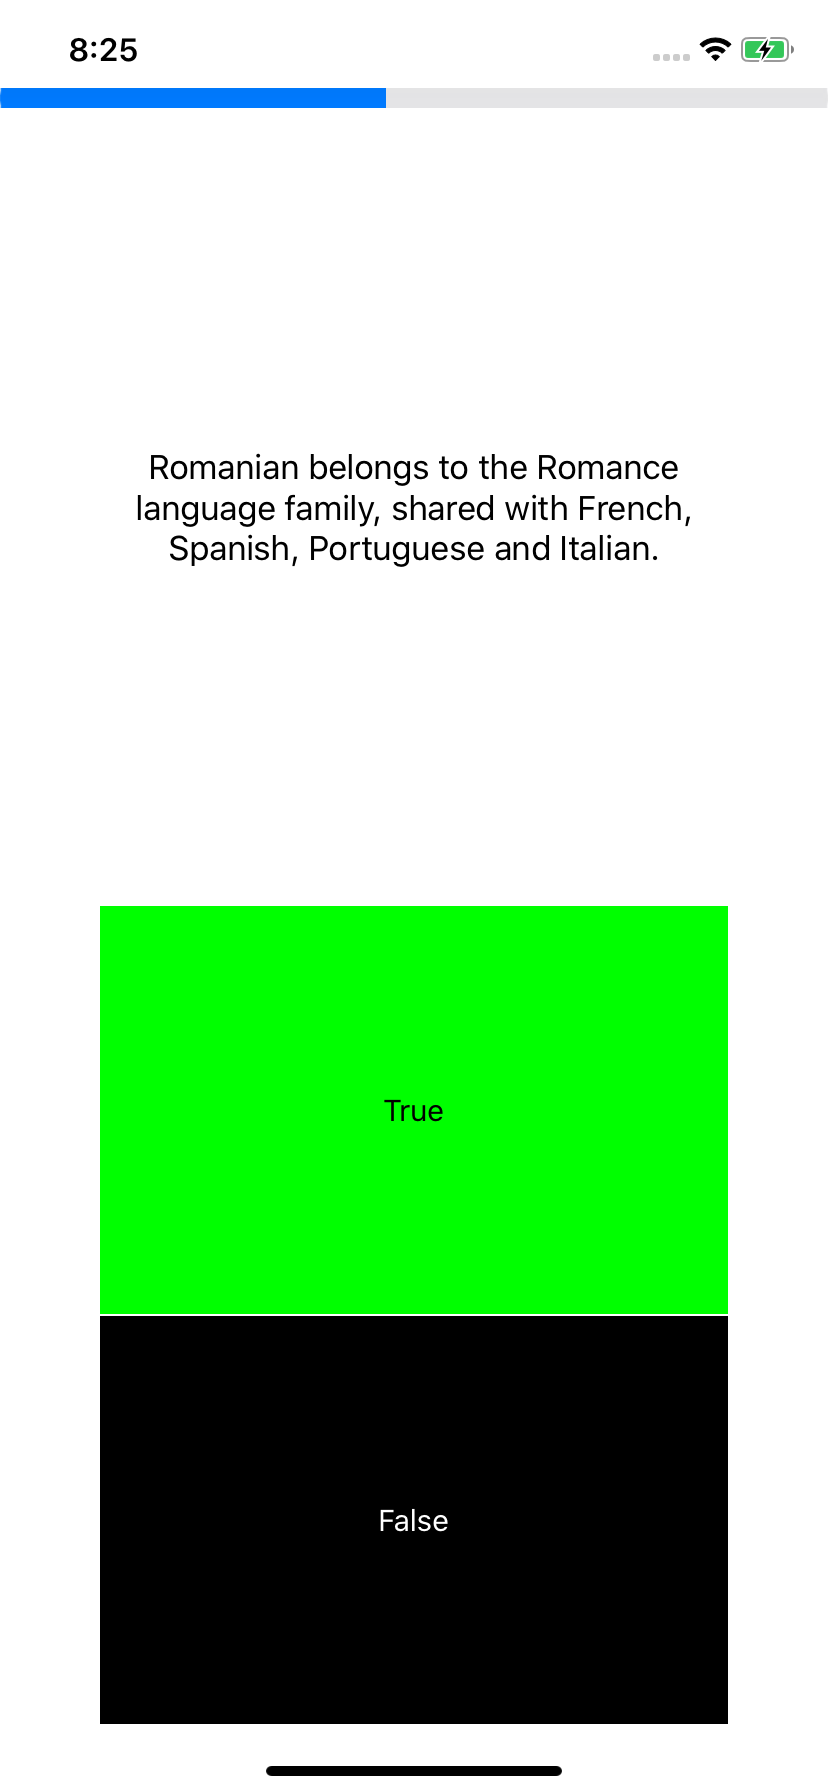 8:25
Romanian belongs to the Romance
language family, shared with French,
Spanish, Portuguese and Italian.
True
False